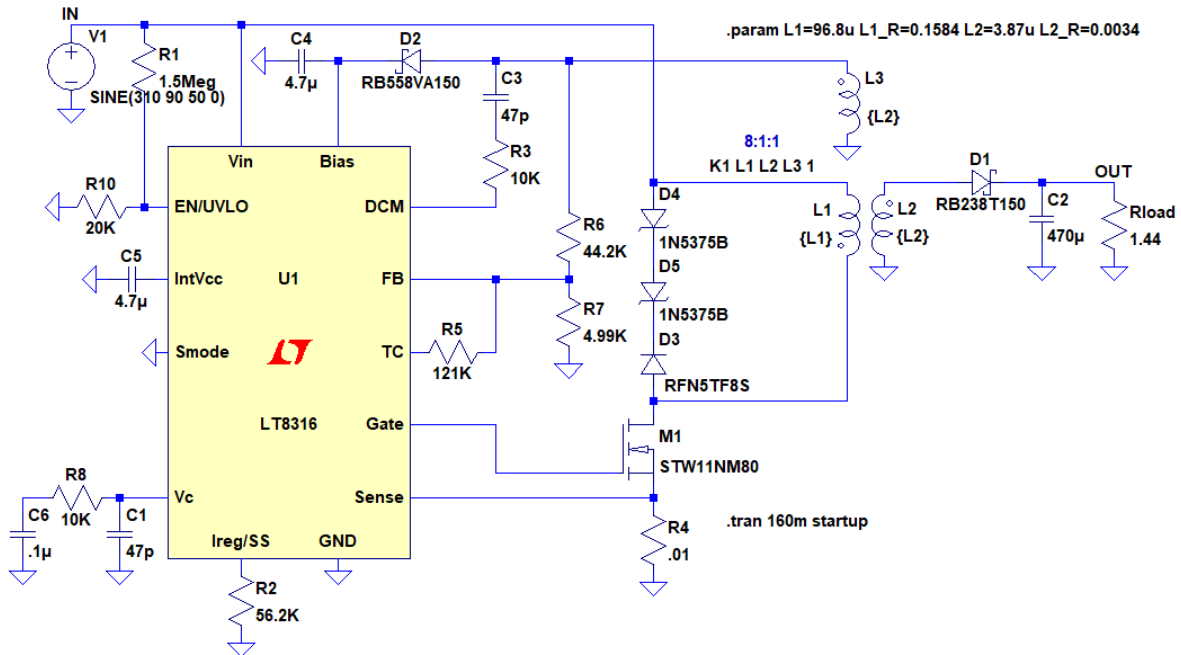 IN
V1
SINE(310 90 50 0)
R1
1.5Meg
C4
4.7µ
D2
RB558VA150
.param L1=96.8u L1_R=0.1584 L2=3.87u L2_R=0.0034
C3
47p
R3
10K
L3
{L2}
8:1:1
K1 L1 L2 L3 1
Vin
Bias
R10
20K
EN/UVLO
DCM
D4
1N5375B
R6
44.2K
L1
{L1}
L2
{L2}
D1
RB238T150
OUT
C2
470µ
Rload
1.44
C5
4.7µ
IntVcc
U1
FB
D5
1N5375B
R7
4.99K
Smode
TC
R5
121K
D3
RFN5TF8S
LT8316
Gate
M1
STW11NM80
R8
10K
Vc
Sense
C6
.1µ
C1
47p
Ireg/SS
GND
R4
.01
.tran 160m startup
R2
56.2K